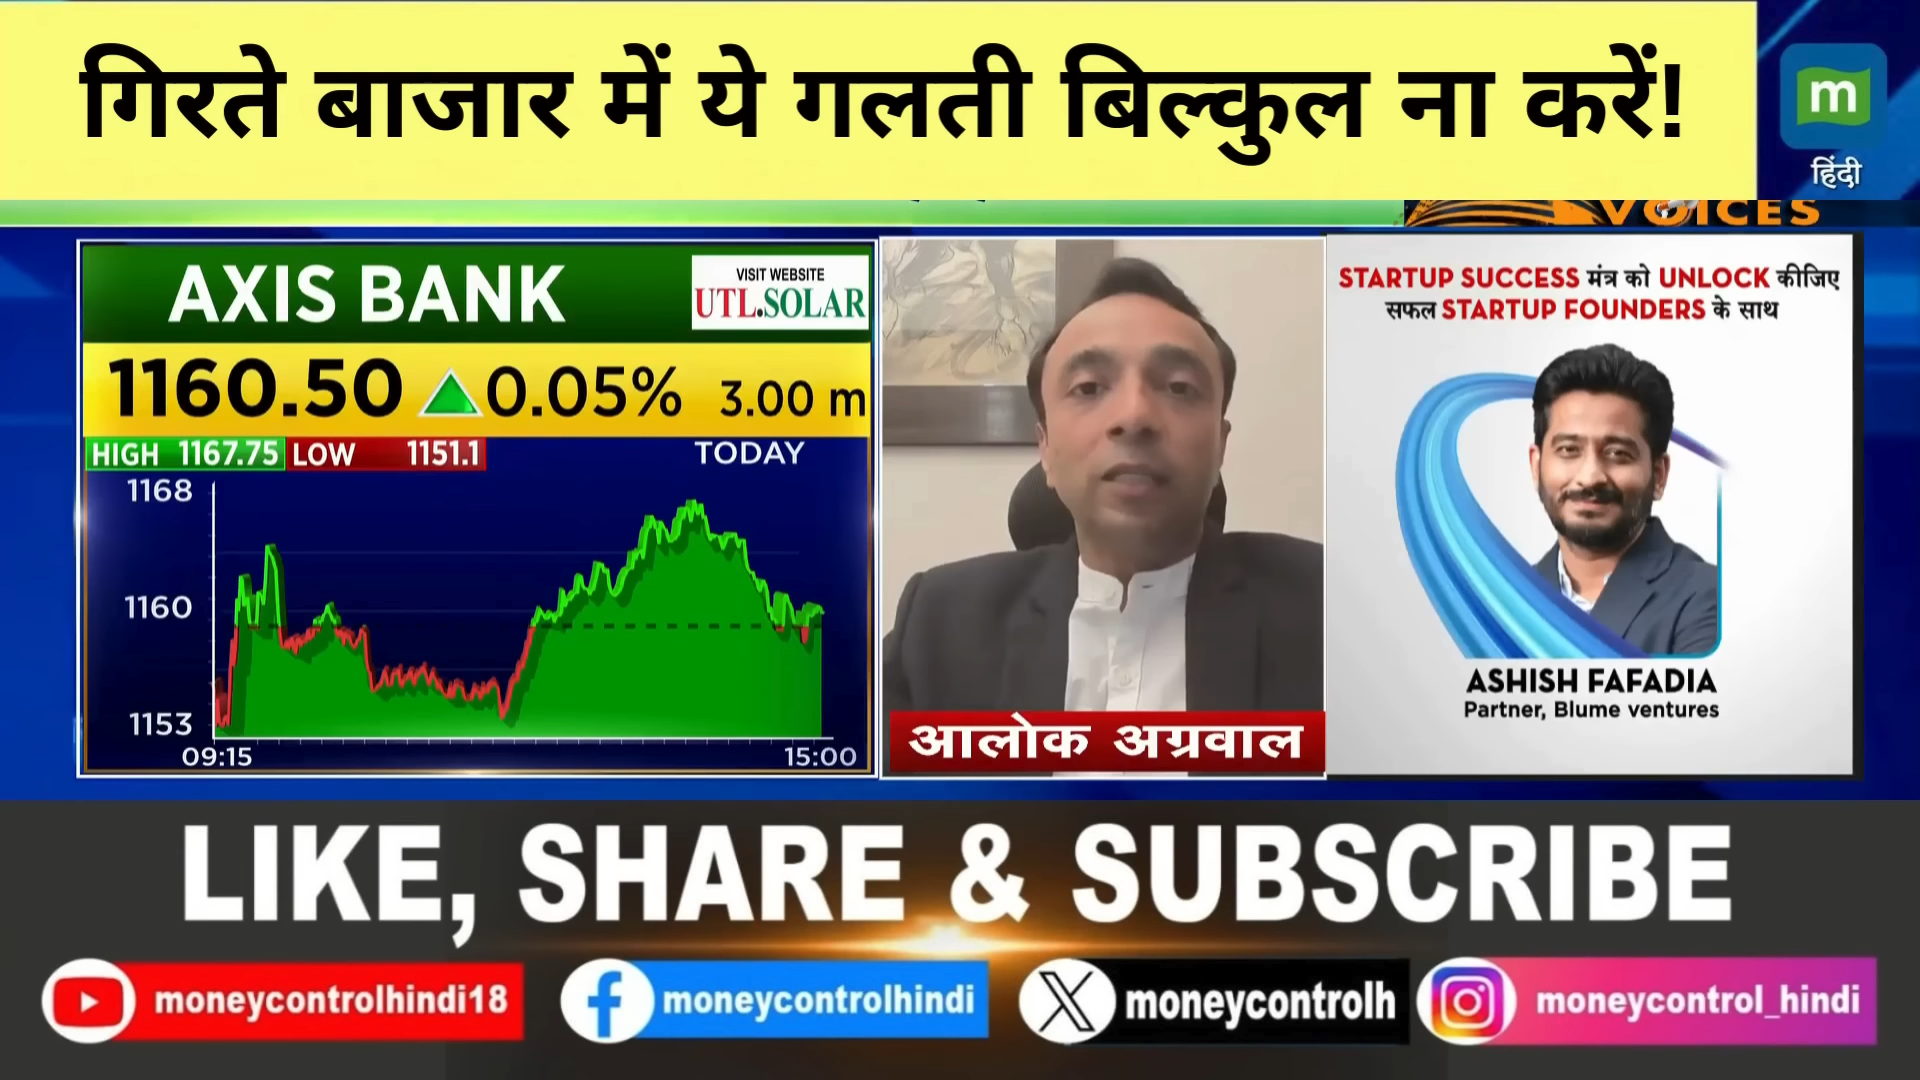 गिरते बाजार में ये गलती बिल्कुल ना करें!
m
हिंदी
VOICES
AXIS BANK
VISIT WEBSITE
UTL.SOLAR
1160.50 0.05% 3.00 m
HIGH 1167.75 LOW 1151.1 TODAY
1168
1160
1153
09:15 15:00
आलोक अग्रवाल
STARTUP SUCCESS मंत्र को UNLOCK कीजिए
सफल STARTUP FOUNDERS के साथ
ASHISH FAFADIA
Partner, Blume ventures
LIKE, SHARE & SUBSCRIBE
moneycontrolhindi18 moneycontrolhindi moneycontrolh moneycontrol_hindi